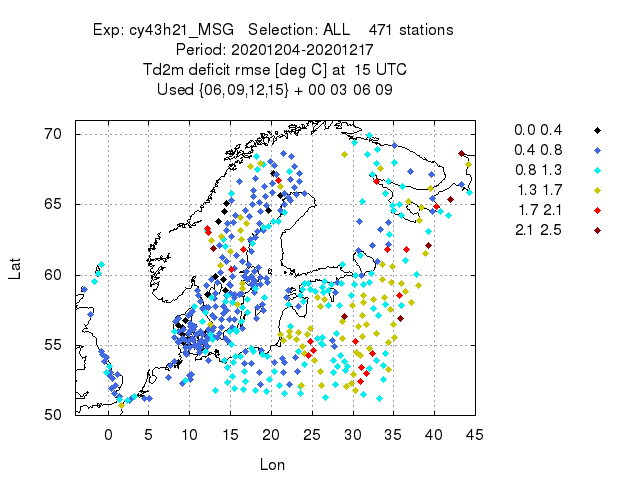 Exp: cy43h21_MSG Selection: ALL 471 stations
Period: 20201204-20201217
Td2m deficit rmse [deg C] at 15 UTC
Used {06,09,12,15} + 00 03 06 09
0.0 0.4
0.4 0.8
0.8 1.3
1.3 1.7
1.7 2.1
2.1 2.5
70
65
60
55
50
Lat
0 5 10 15 20 25 30 35 40 45
Lon